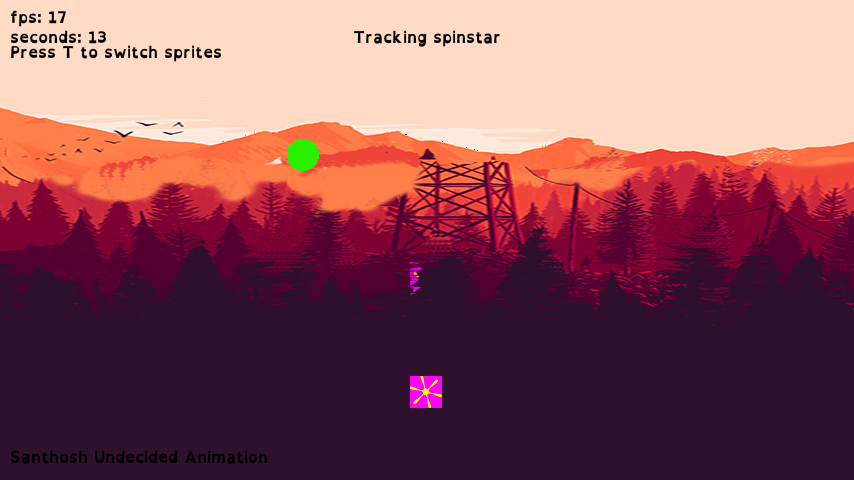 fps: 17
seconds: 13
Tracking spinstar
Press T to switch sprites
Santhosh Undecided Animation